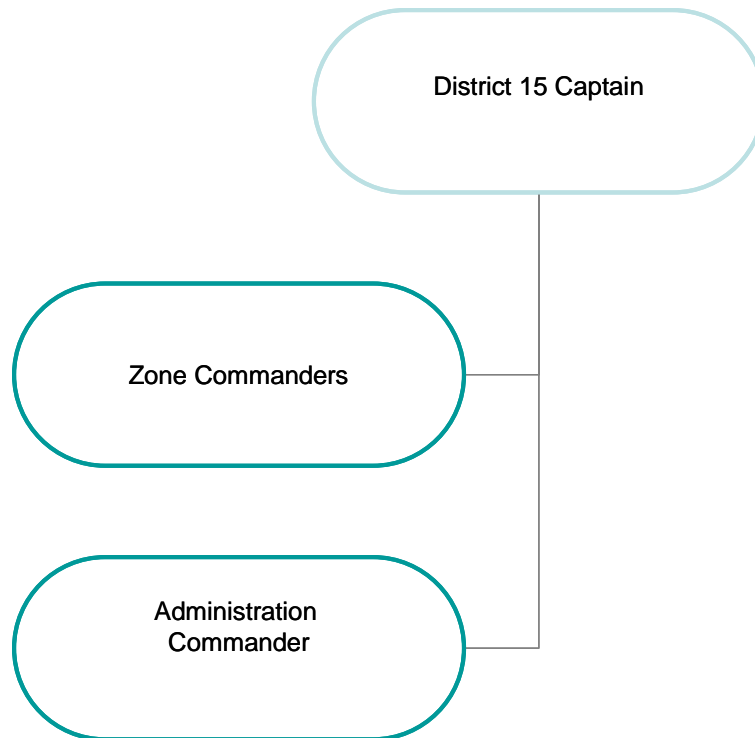 District 15 Captain
Zone Commanders
Administration
Commander